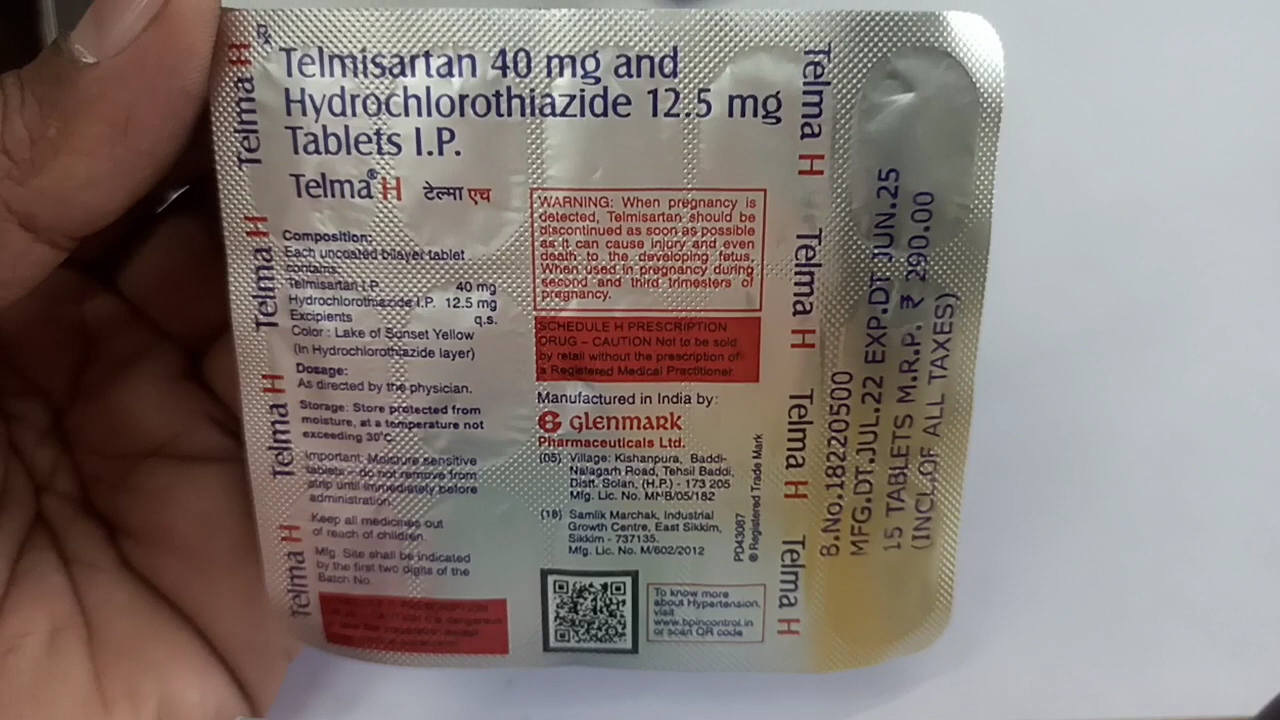 Rx
Telmisartan 40 mg and
Hydrochlorothiazide 12.5 mg
Tablets I.P.
Telma® H टेल्मा एच
Composition:
Each uncoated bilayer tablet
contains:
Telmisartan I.P. 40 mg
Hydrochlorothiazide I.P. 12.5 mg
Excipients q.s.
Color : Lake of Sunset Yellow
(In Hydrochlorothiazide layer)
Dosage:
As directed by the physician.
Storage: Store protected from
moisture, at a temperature not
exceeding 30°C.
Important: Moisture sensitive
tablets - do not remove from
strip until immediately before
administration.
Keep all medicines out
of reach of children.
Mfg. Site shall be indicated
by the first two digits of the
Batch No.
WARNING: When pregnancy is
detected, Telmisartan should be
discontinued as soon as possible
as it can cause injury and even
death to the developing fetus.
When used in pregnancy during
second and third trimesters of
pregnancy.
SCHEDULE H PRESCRIPTION
DRUG – CAUTION Not to be sold
by retail without the prescription of
a Registered Medical Practitioner
Manufactured in India by:
G glenmark
Pharmaceuticals Ltd.
(05) Village: Kishanpura, Baddi-
Nalagarh Road, Tehsil Baddi,
Distt. Solan, (H.P.) - 173 205
Mfg. Lic. No. MNB/05/182
(18) Samlik Marchak, Industrial
Growth Centre, East Sikkim,
Sikkim - 737135.
Mfg. Lic. No. M/602/2012
To know more
about Hypertension,
visit
www.bpincontrol.in
or scan QR code
PD43087
® Registered Trade Mark
Telma H
Telma H
Telma H
Telma H
Telma H
Telma H
Telma H
Telma H
B.No.18220500
MFG.DT.JUL.22 EXP.DT JUN.25
15 TABLETS M.R.P. ₹ 290.00
(INCL.OF ALL TAXES)